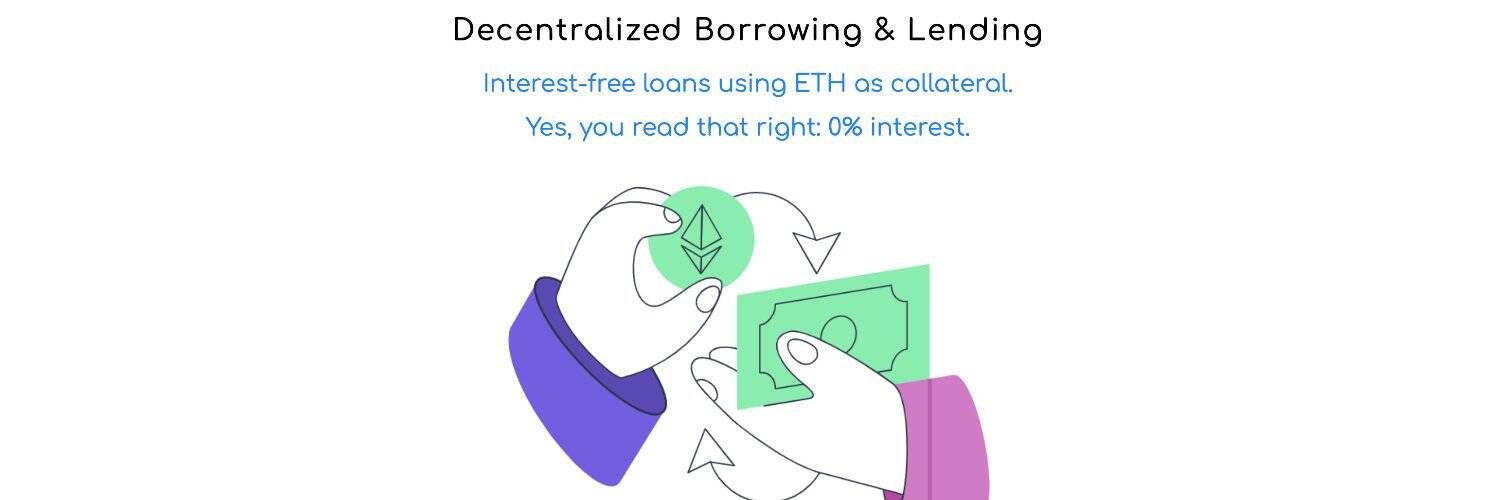 Decentralized Borrowing & Lending
Interest-free loans using ETH as collateral.
Yes, you read that right: 0% interest.